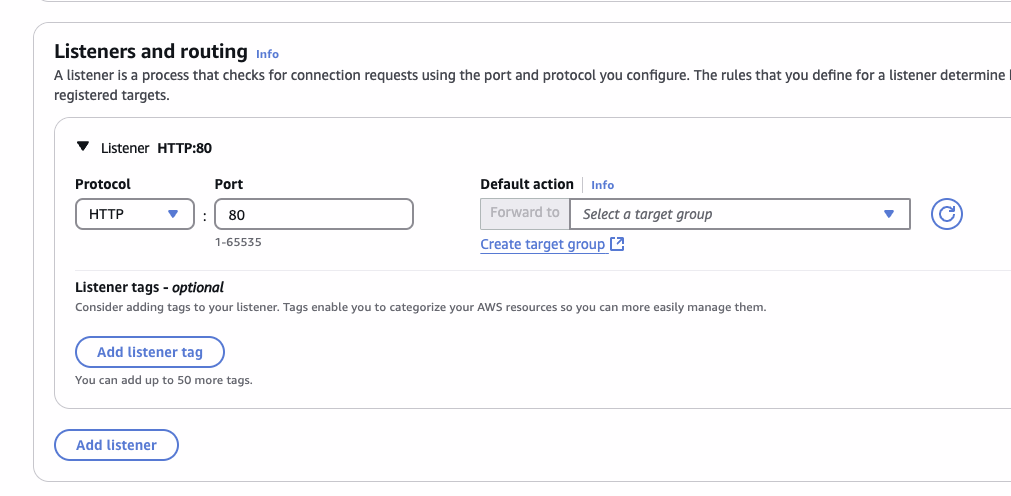 Listeners and routing Info
A listener is a process that checks for connection requests using the port and protocol you configure. The rules that you define for a listener determine
registered targets.
Listener HTTP:80
Protocol Port Default action Info
HTTP : 80 Forward to Select a target group
1-65535 Create target group
Listener tags - optional
Consider adding tags to your listener. Tags enable you to categorize your AWS resources so you can more easily manage them.
Add listener tag
You can add up to 50 more tags.
Add listener